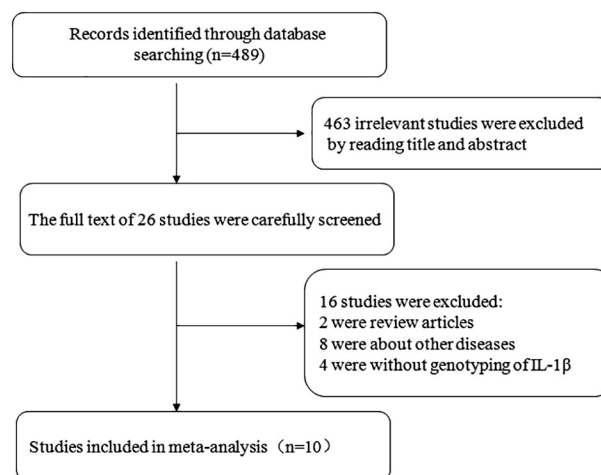 Records identified through database
searching (n=489)
463 irrelevant studies were excluded
by reading title and abstract
The full text of 26 studies were carefully screened
16 studies were excluded:
2 were review articles
8 were about other diseases
4 were without genotyping of IL-1β
Studies included in meta-analysis（n=10）